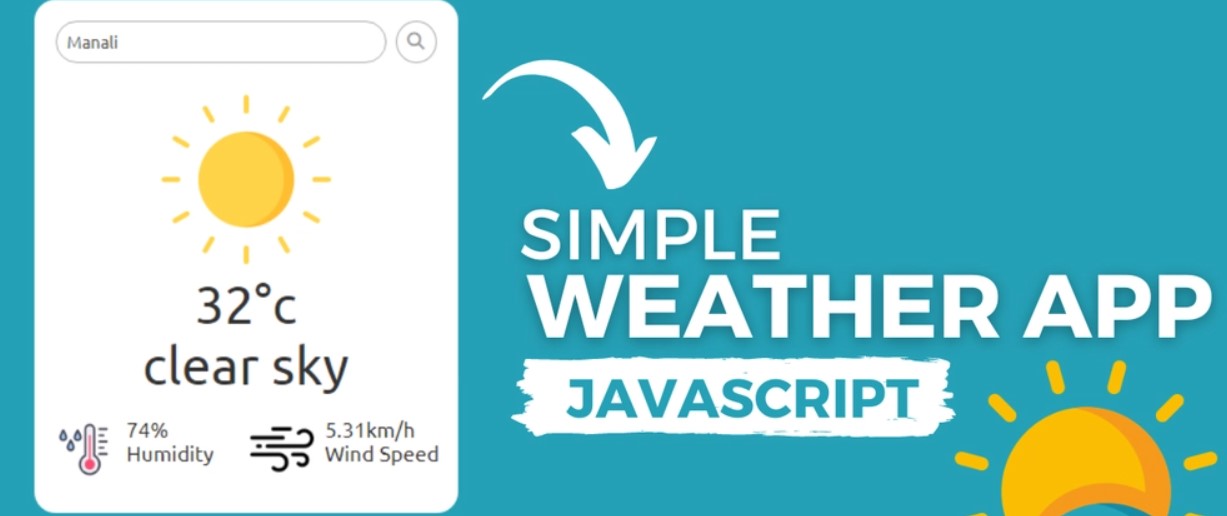 Manali
32°c
clear sky
74%
Humidity
5.31km/h
Wind Speed
SIMPLE
WEATHER APP
JAVASCRIPT